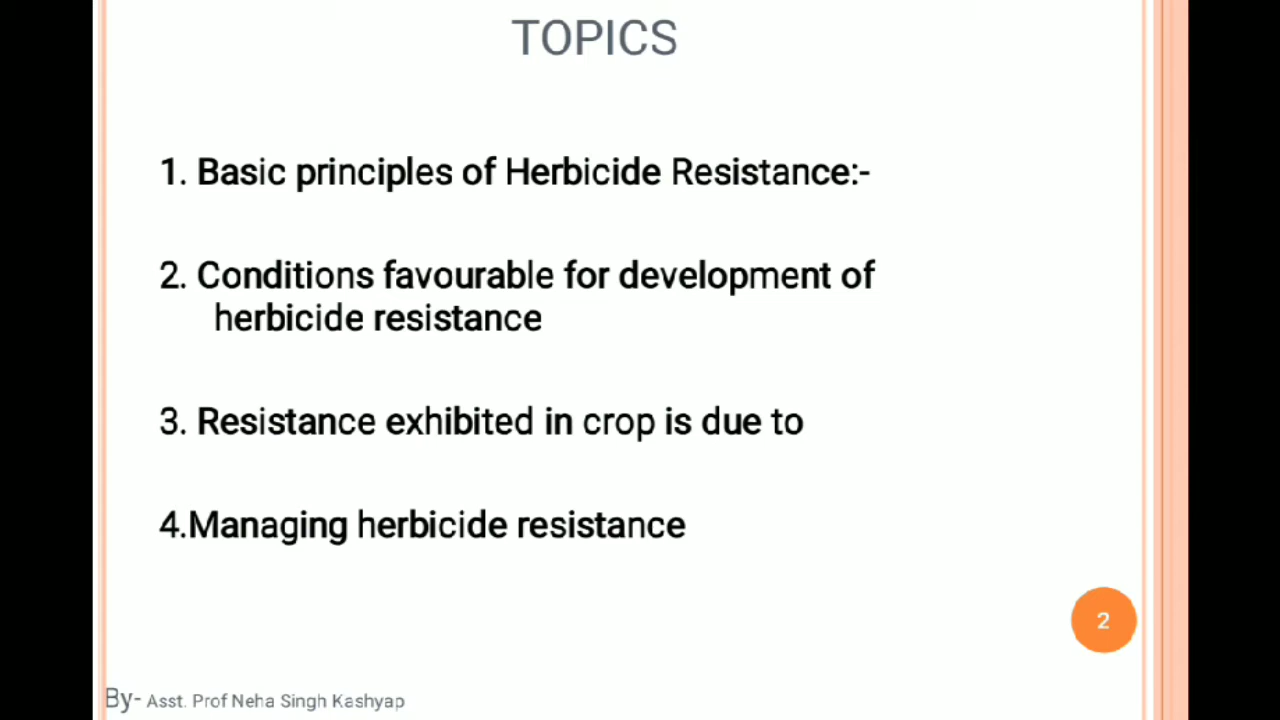 TOPICS
1. Basic principles of Herbicide Resistance:-
2. Conditions favourable for development of
herbicide resistance
3. Resistance exhibited in crop is due to
4.Managing herbicide resistance
2
By- Asst. Prof Neha Singh Kashyap